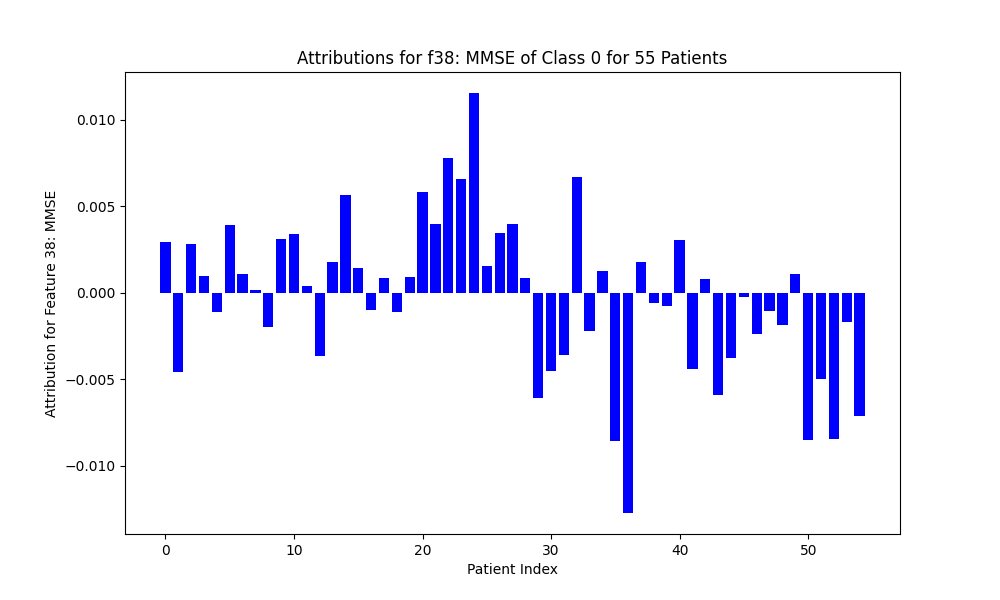 Attributions for f38: MMSE of Class 0 for 55 Patients
Attribution for Feature 38: MMSE
0.010
0.005
0.000
−0.005
−0.010
0 10 20 30 40 50
Patient Index